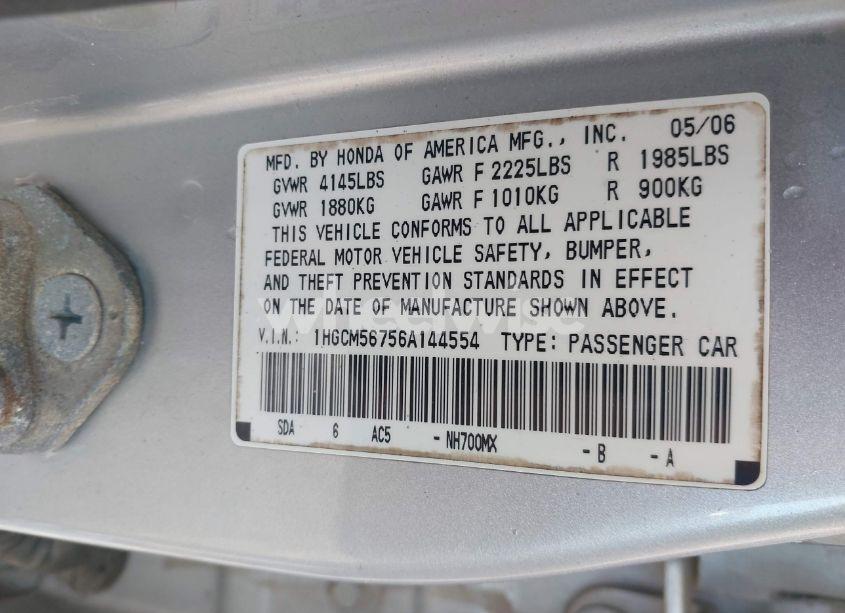 MFD. BY HONDA OF AMERICA MFG., INC. 05/06
GVWR 4145LBS GAWR F 2225LBS R 1985LBS
GVWR 1880KG GAWR F 1010KG R 900KG
THIS VEHICLE CONFORMS TO ALL APPLICABLE
FEDERAL MOTOR VEHICLE SAFETY, BUMPER,
AND THEFT PREVENTION STANDARDS IN EFFECT
ON THE DATE OF MANUFACTURE SHOWN ABOVE.
V.I.N.: 1HGCM56756A144554 TYPE: PASSENGER CAR
SDA 6 AC5 -NH700MX -B -A